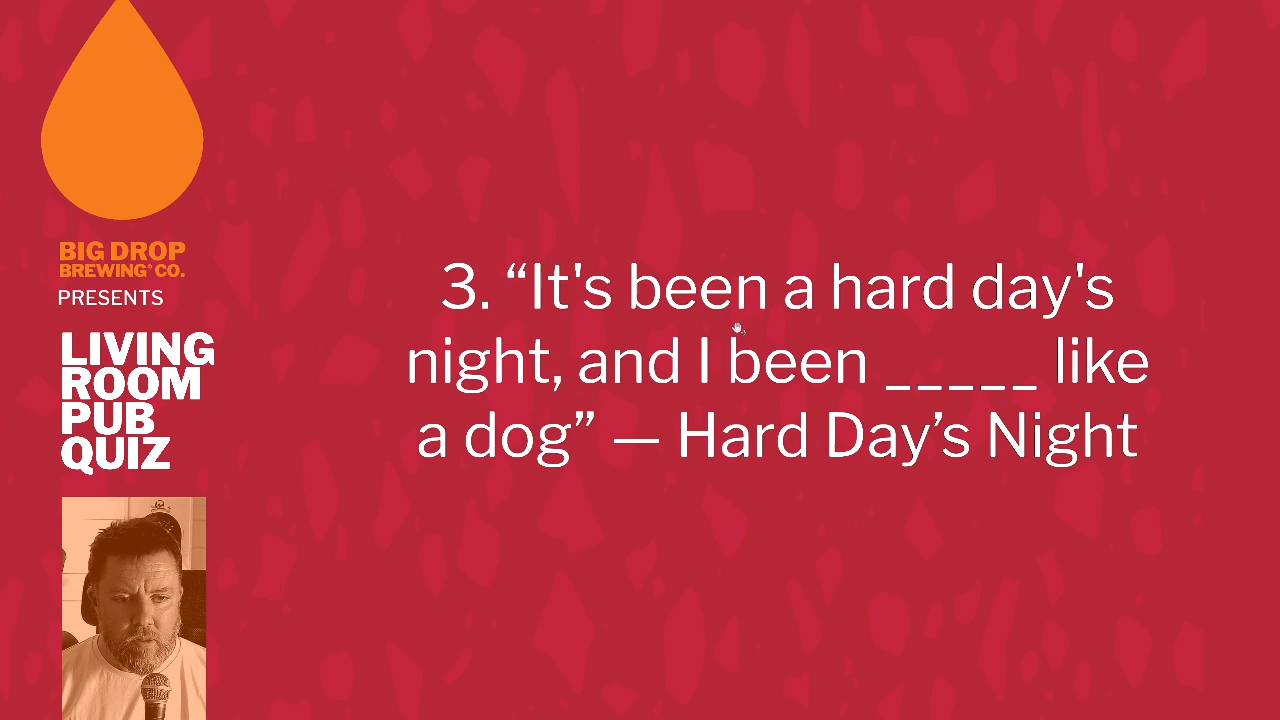 BIG DROP
BREWING® CO.
PRESENTS
LIVING
ROOM
PUB
QUIZ
3. “It's been a hard day's
night, and I been _____ like
a dog” — Hard Day’s Night